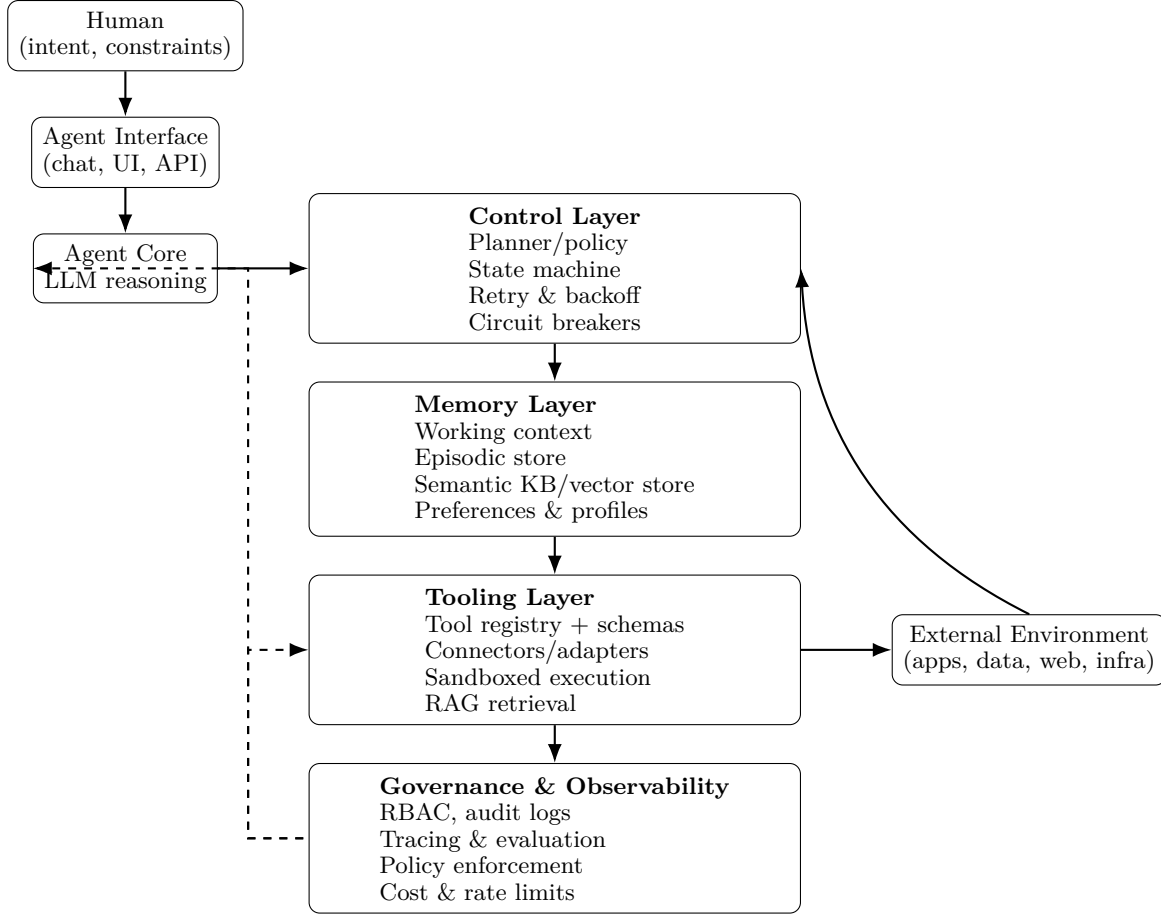 Human
(intent, constraints)
Agent Interface
(chat, UI, API)
Agent Core
LLM reasoning
Control Layer
Planner/policy
State machine
Retry & backoff
Circuit breakers
Memory Layer
Working context
Episodic store
Semantic KB/vector store
Preferences & profiles
Tooling Layer
Tool registry + schemas
Connectors/adapters
Sandboxed execution
RAG retrieval
External Environment
(apps, data, web, infra)
Governance & Observability
RBAC, audit logs
Tracing & evaluation
Policy enforcement
Cost & rate limits